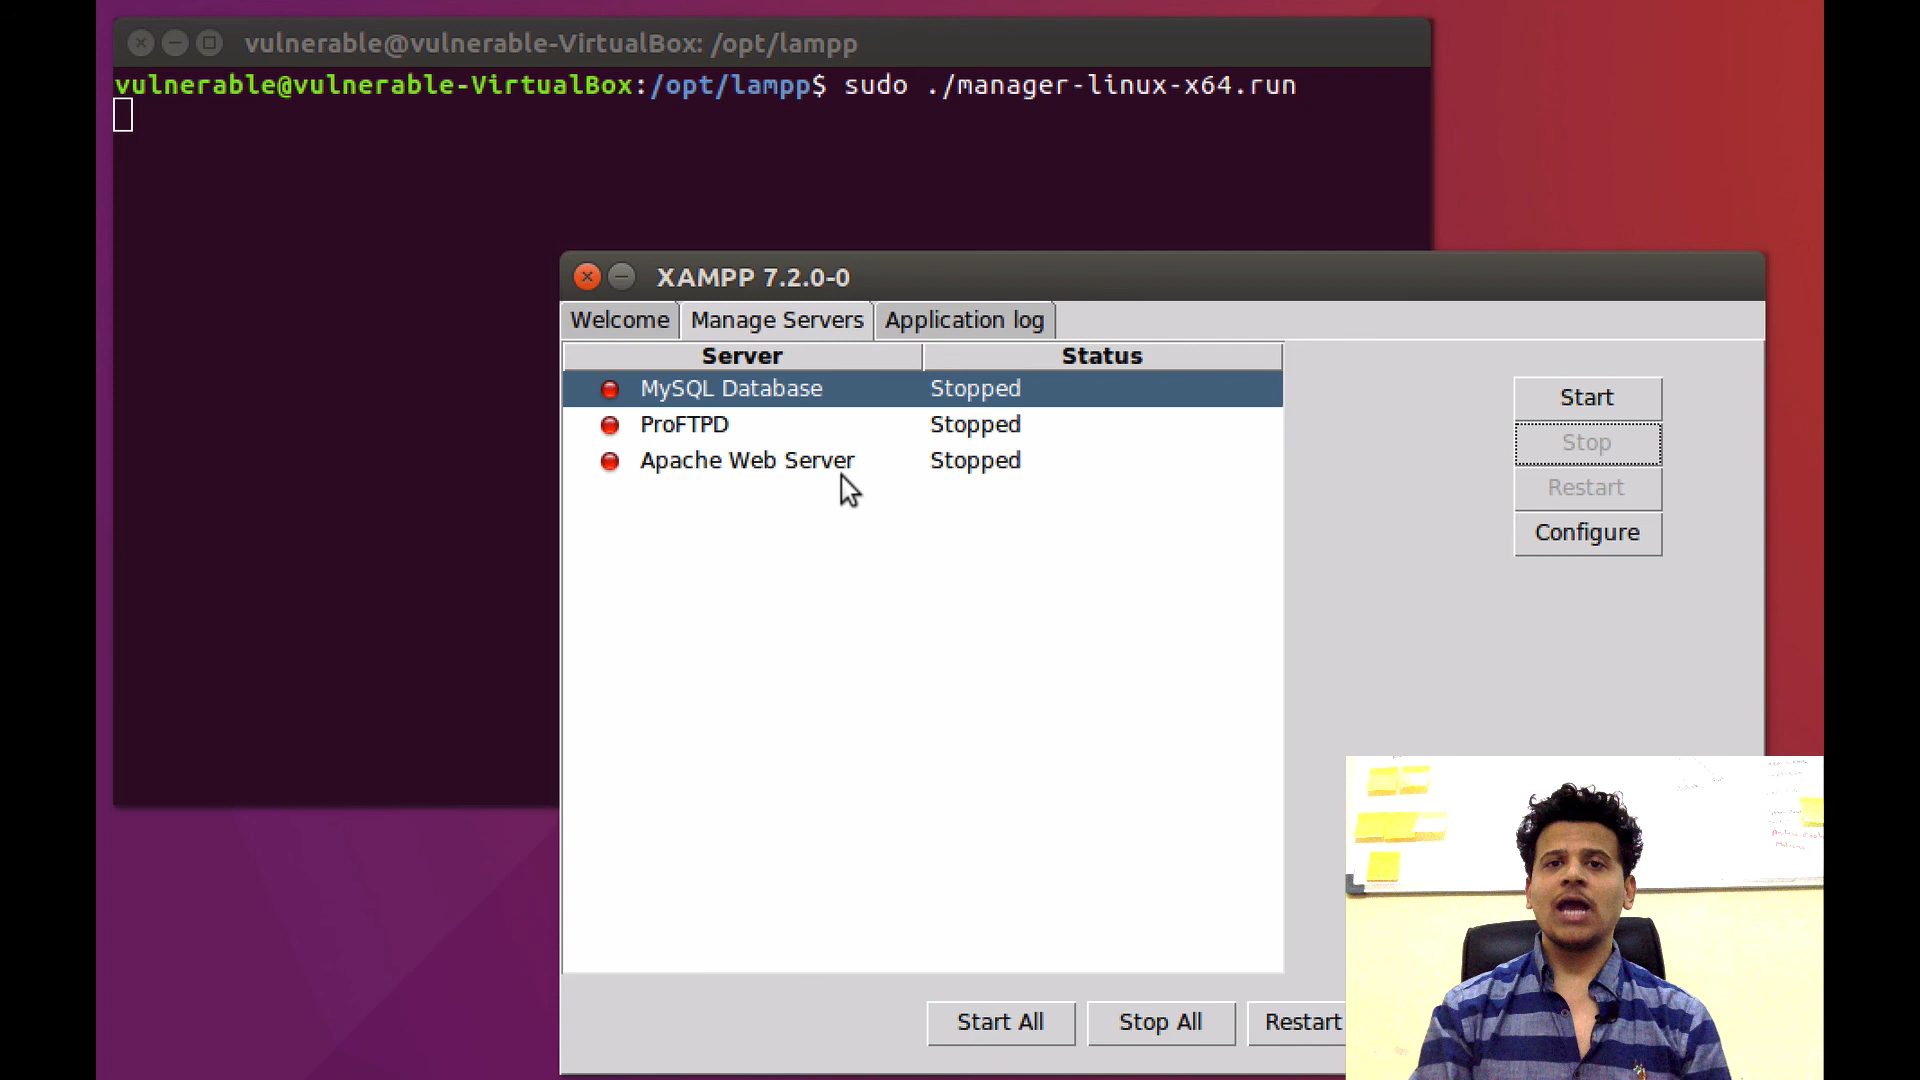 vulnerable@vulnerable-VirtualBox: /opt/lampp
vulnerable@vulnerable-VirtualBox:/opt/lampp$ sudo ./manager-linux-x64.run
XAMPP 7.2.0-0
Welcome Manage Servers Application log
Server Status
MySQL Database Stopped
ProFTPD Stopped
Apache Web Server Stopped
Start
Stop
Restart
Configure
Start All Stop All Restart